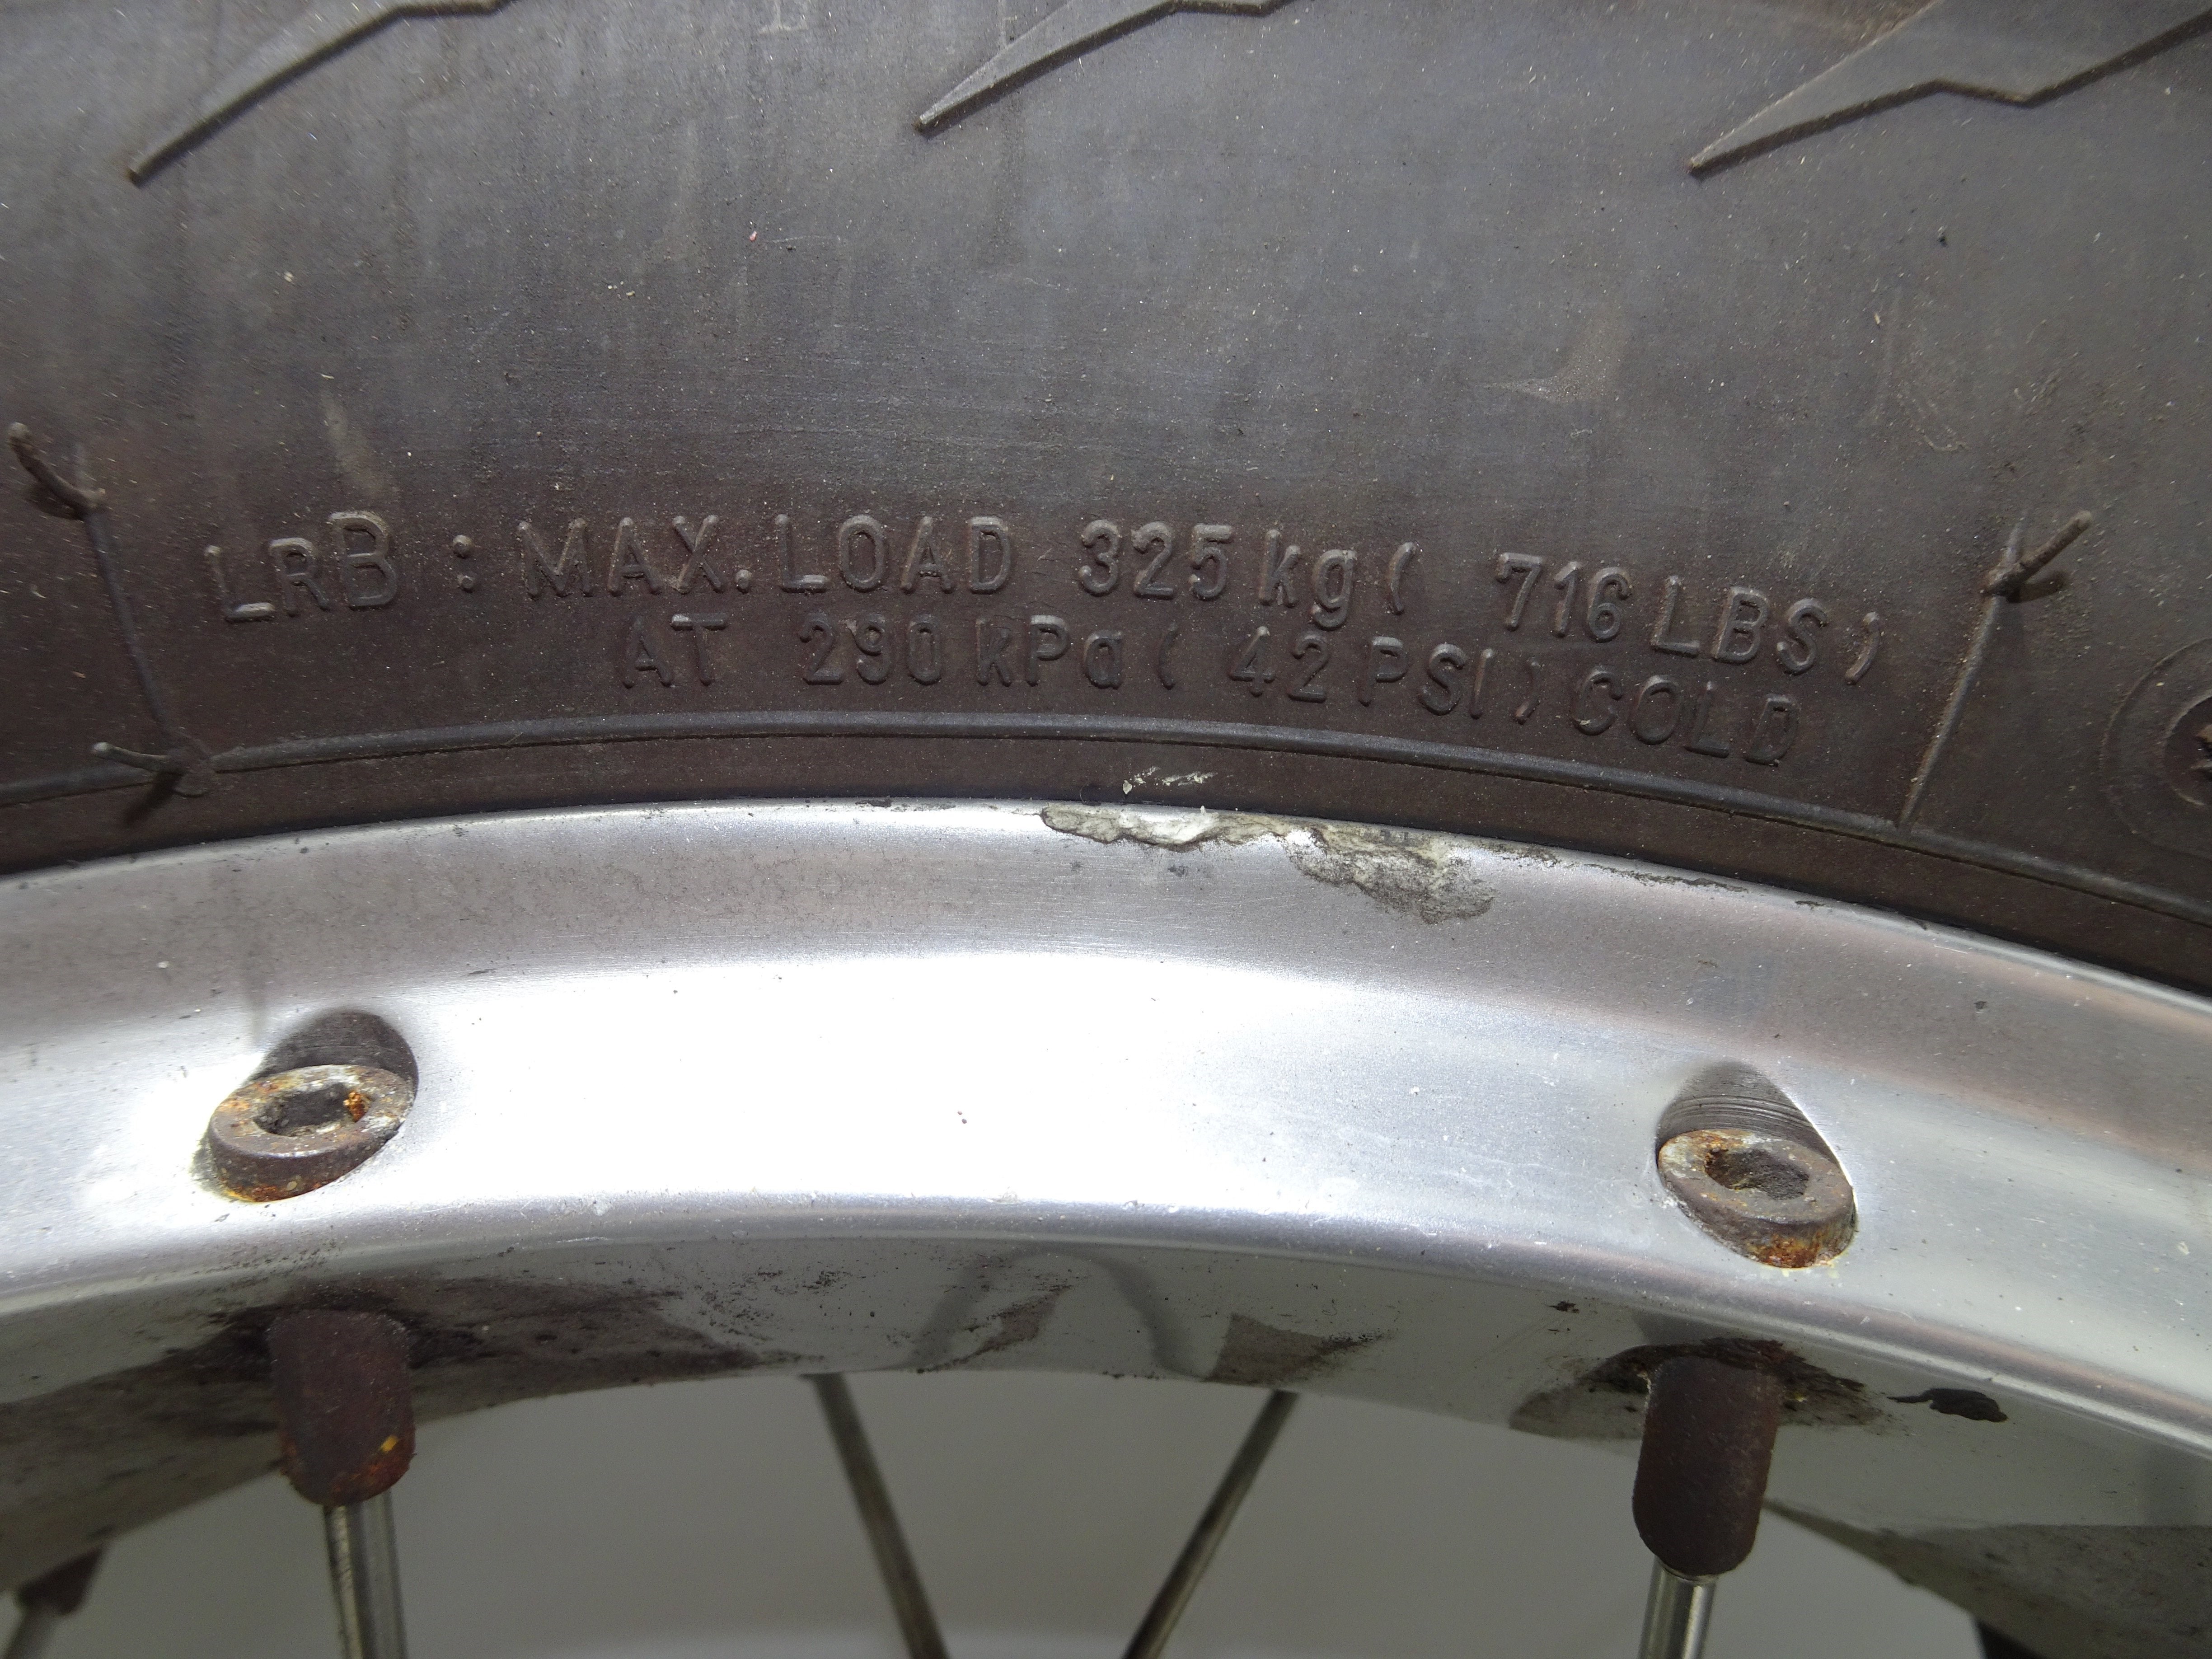 LRB : MAX. LOAD 325 kg ( 716 LBS )
AT 290 kPa ( 42 PSI ) COLD